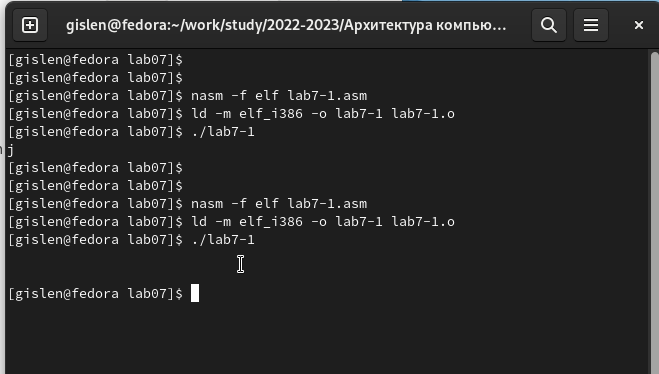 gislen@fedora:~/work/study/2022-2023/Архитектура компью...
[gislen@fedora lab07]$
[gislen@fedora lab07]$
[gislen@fedora lab07]$ nasm -f elf lab7-1.asm
[gislen@fedora lab07]$ ld -m elf_i386 -o lab7-1 lab7-1.o
[gislen@fedora lab07]$ ./lab7-1
j
[gislen@fedora lab07]$
[gislen@fedora lab07]$
[gislen@fedora lab07]$ nasm -f elf lab7-1.asm
[gislen@fedora lab07]$ ld -m elf_i386 -o lab7-1 lab7-1.o
[gislen@fedora lab07]$ ./lab7-1
[gislen@fedora lab07]$